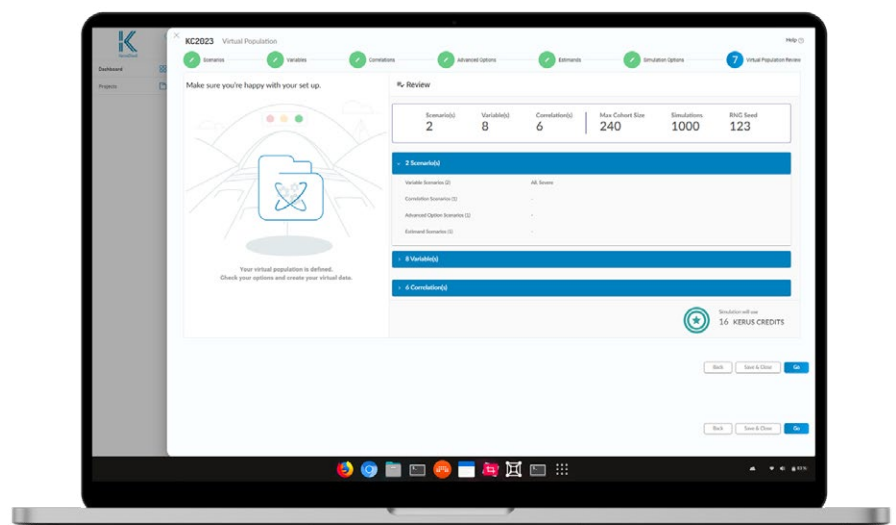 KC2023 Virtual Population
Help
Dashboard
Projects
Scenarios
Variables
Correlations
Advanced Options
Estimands
Simulation Options
7 Virtual Population Review
Make sure you're happy with your set up.
Review
Scenario(s) Variable(s) Correlation(s) Max Cohort Size Simulations RNG Seed
2 8 6 240 1000 123
2 Scenario(s)
Variable Scenarios (2) All, Severe
Correlation Scenarios (1) -
Advanced Option Scenarios (1) -
Estimand Scenarios (1) -
Your virtual population is defined.
Check your options and create your virtual data.
8 Variable(s)
6 Correlation(s)
Simulation will use
16 KERUS CREDITS
Back Save & Close Go
Back Save & Close Go